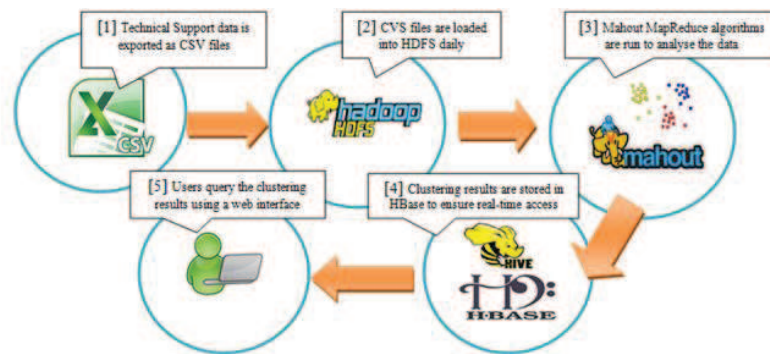 [1] Technical Support data is
exported as CSV files
[2] CVS files are loaded
into HDFS daily
[3] Mahout MapReduce algorithms
are run to analyse the data
X
CSV
hadoop
HDFS
mahout
[5] Users query the clustering
results using a web interface
[4] Clustering results are stored in
HBase to ensure real-time access
HIVE
H
H-BASE